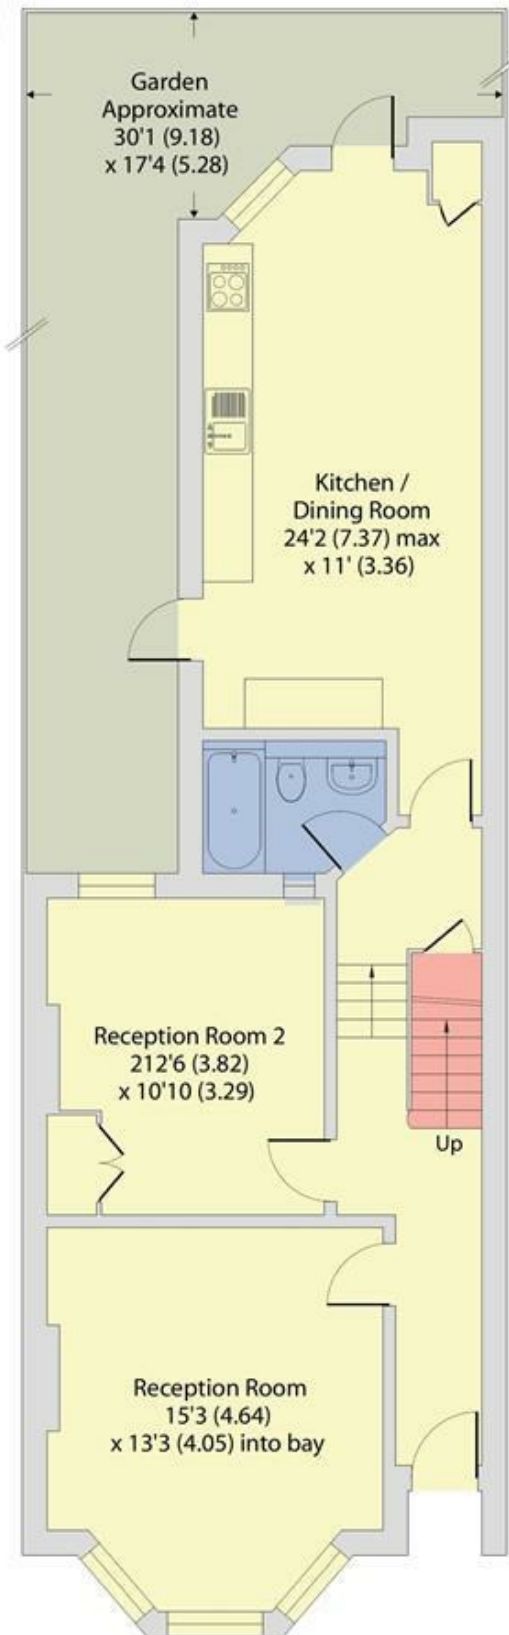 Garden
Approximate
30'1 (9.18)
x 17'4 (5.28)
Kitchen /
Dining Room
24'2 (7.37) max
x 11' (3.36)
Reception Room 2
212'6 (3.82)
x 10'10 (3.29)
Up
Reception Room
15'3 (4.64)
x 13'3 (4.05) into bay